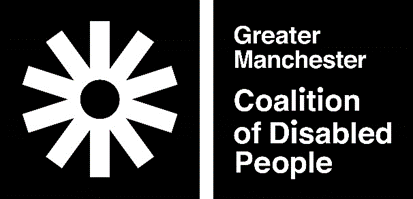 Greater
Manchester
Coalition
of Disabled
People